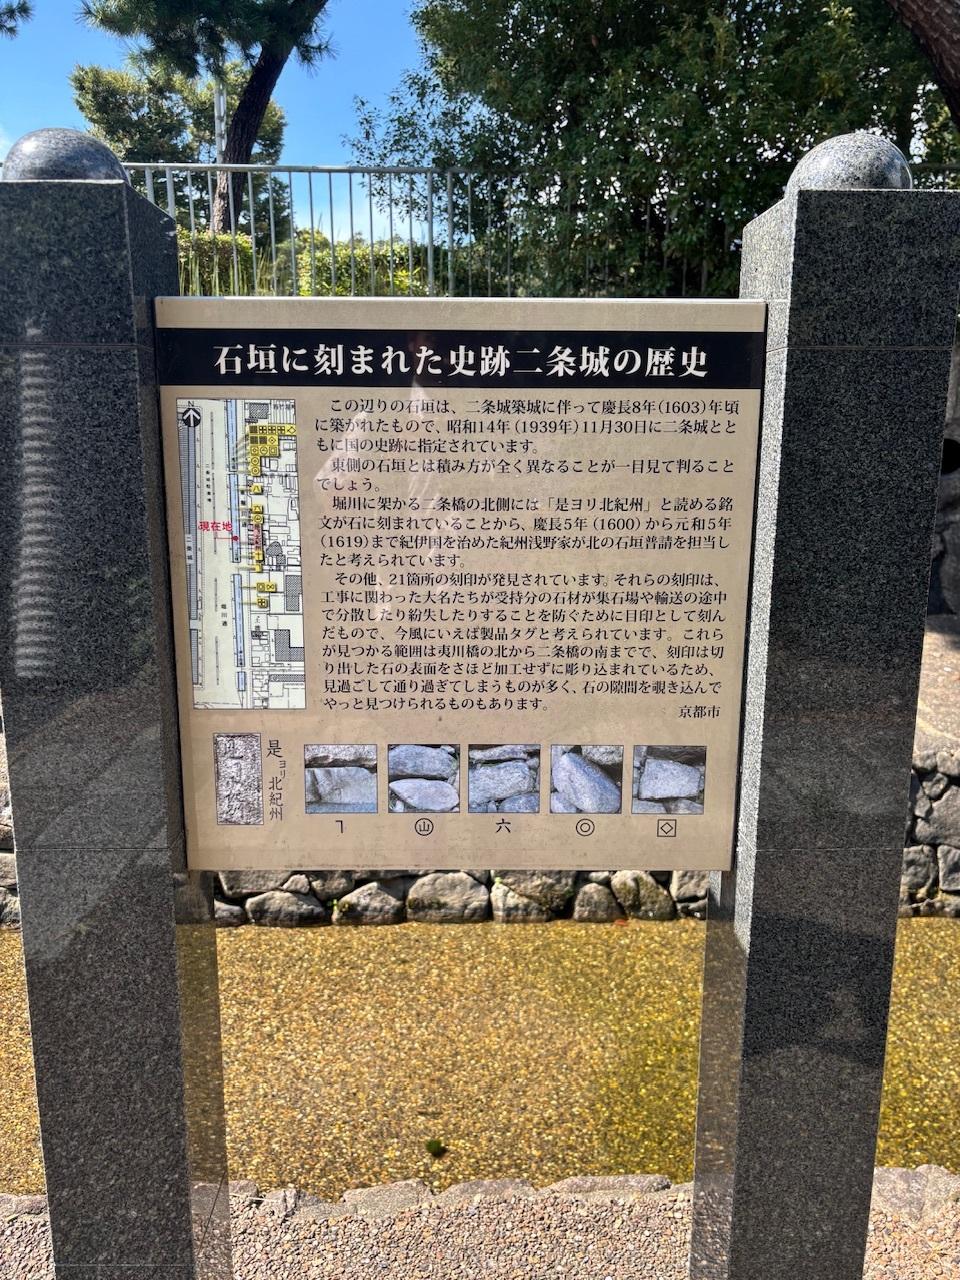 石垣に刻まれた史跡二条城の歴史
この辺りの石垣は、二条城築城に伴って慶長8年(1603)年頃
に築かれたもので、昭和14年(1939年)11月30日に二条城とと
もに国の史跡に指定されています。
東側の石垣とは積み方が全く異なることが一目見て判ること
でしょう。
堀川に架かる二条橋の北側には「是ヨリ北紀州」と読める銘
文が石に刻まれていることから、慶長5年(1600)から元和5年
(1619)まで紀伊国を治めた紀州浅野家が北の石垣普請を担当し
たと考えられています。
その他、21箇所の刻印が発見されています。それらの刻印は、
工事に関わった大名たちが受持分の石材が集石場や輸送の途中
で分散したり紛失したりすることを防ぐために目印として刻ん
だもので、今風にいえば製品タグと考えられています。これら
が見つかる範囲は夷川橋の北から二条橋の南までで、刻印は切
り出した石の表面をさほど加工せずに彫り込まれているため、
見過ごして通り過ぎてしまうものが多く、石の隙間を覗き込んで
やっと見つけられるものもあります。
京都市
N
現在地
二条城
堀川通
是ヨリ北紀州
㊀山
六
◎